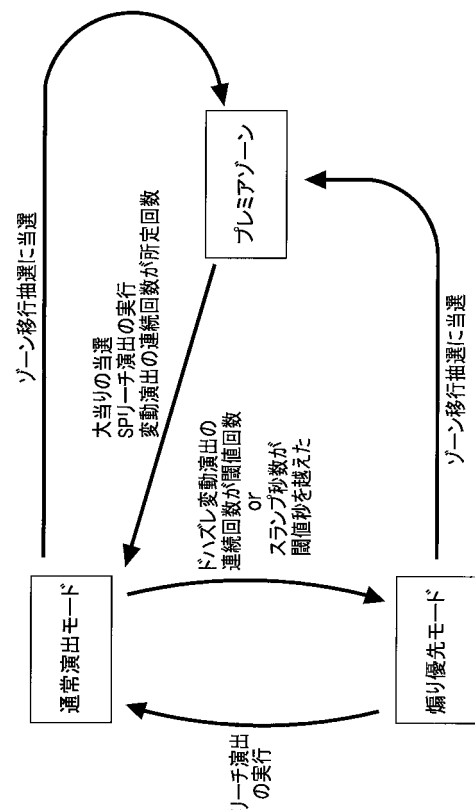 ゾーン移行抽選に当選
プレミアゾーン
大当りの当選
SPリーチ演出の実行
変動演出の連続回数が所定回数
通常演出モード
ドハズレ変動演出の
連続回数が閾値回数
or
スランプ秒数が
閾値秒を越えた
リーチ演出
の実行
煽り優先モード
ゾーン移行抽選に当選